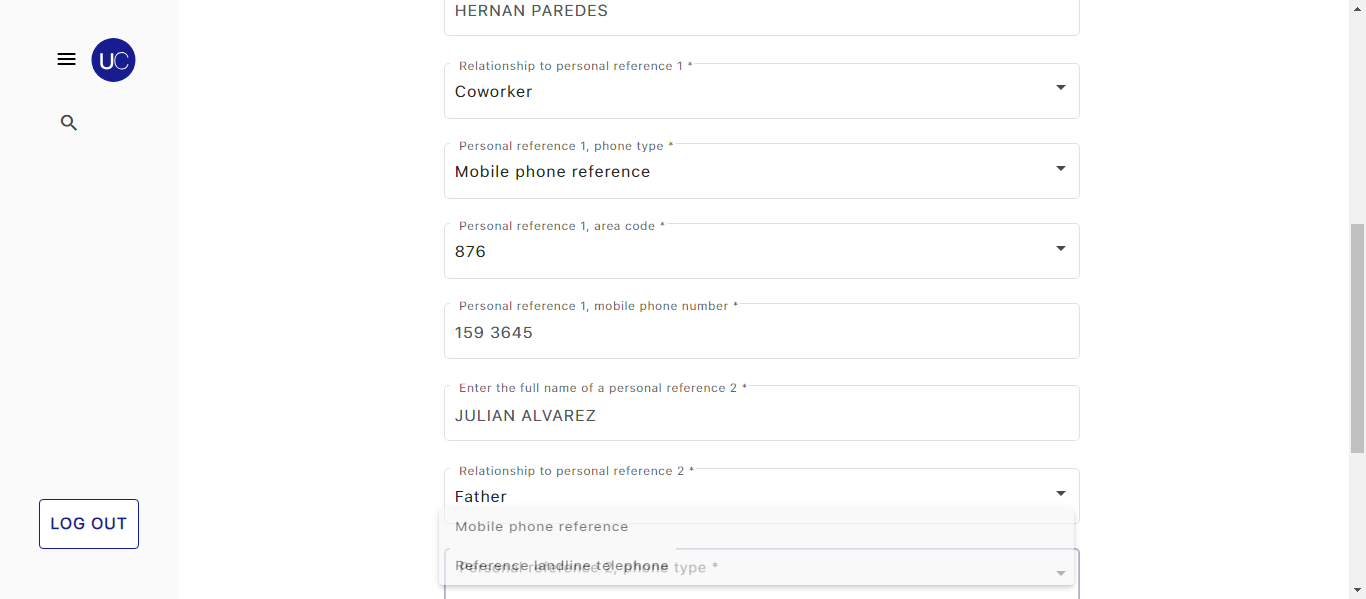 HERNAN PAREDES
UC
Relationship to personal reference 1 *
Coworker
Personal reference 1, phone type *
Mobile phone reference
Personal reference 1, area code *
876
Personal reference 1, mobile phone number *
159 3645
Enter the full name of a personal reference 2 *
JULIAN ALVAREZ
Relationship to personal reference 2 *
Father
LOG OUT
Mobile phone reference
Reference landline telephone
Personal reference 2, phone type *